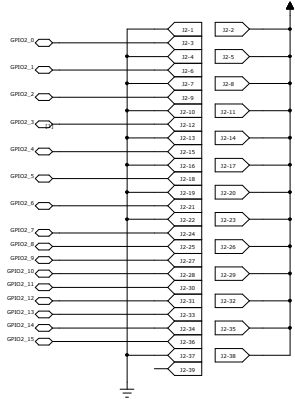 J2-1 J2-2
GPIO2_0 J2-3
J2-4 J2-5
GPIO2_1 J2-6
J2-7 J2-8
GPIO2_2 J2-9
J2-10 J2-11
GPIO2_3 J2-12
J2-13 J2-14
GPIO2_4 J2-15
J2-16 J2-17
GPIO2_5 J2-18
J2-19 J2-20
GPIO2_6 J2-21
J2-22 J2-23
GPIO2_7 J2-24
GPIO2_8 J2-25 J2-26
GPIO2_9 J2-27
GPIO2_10 J2-28 J2-29
GPIO2_11 J2-30
GPIO2_12 J2-31 J2-32
GPIO2_13 J2-33
GPIO2_14 J2-34 J2-35
GPIO2_15 J2-36
J2-37 J2-38
J2-39